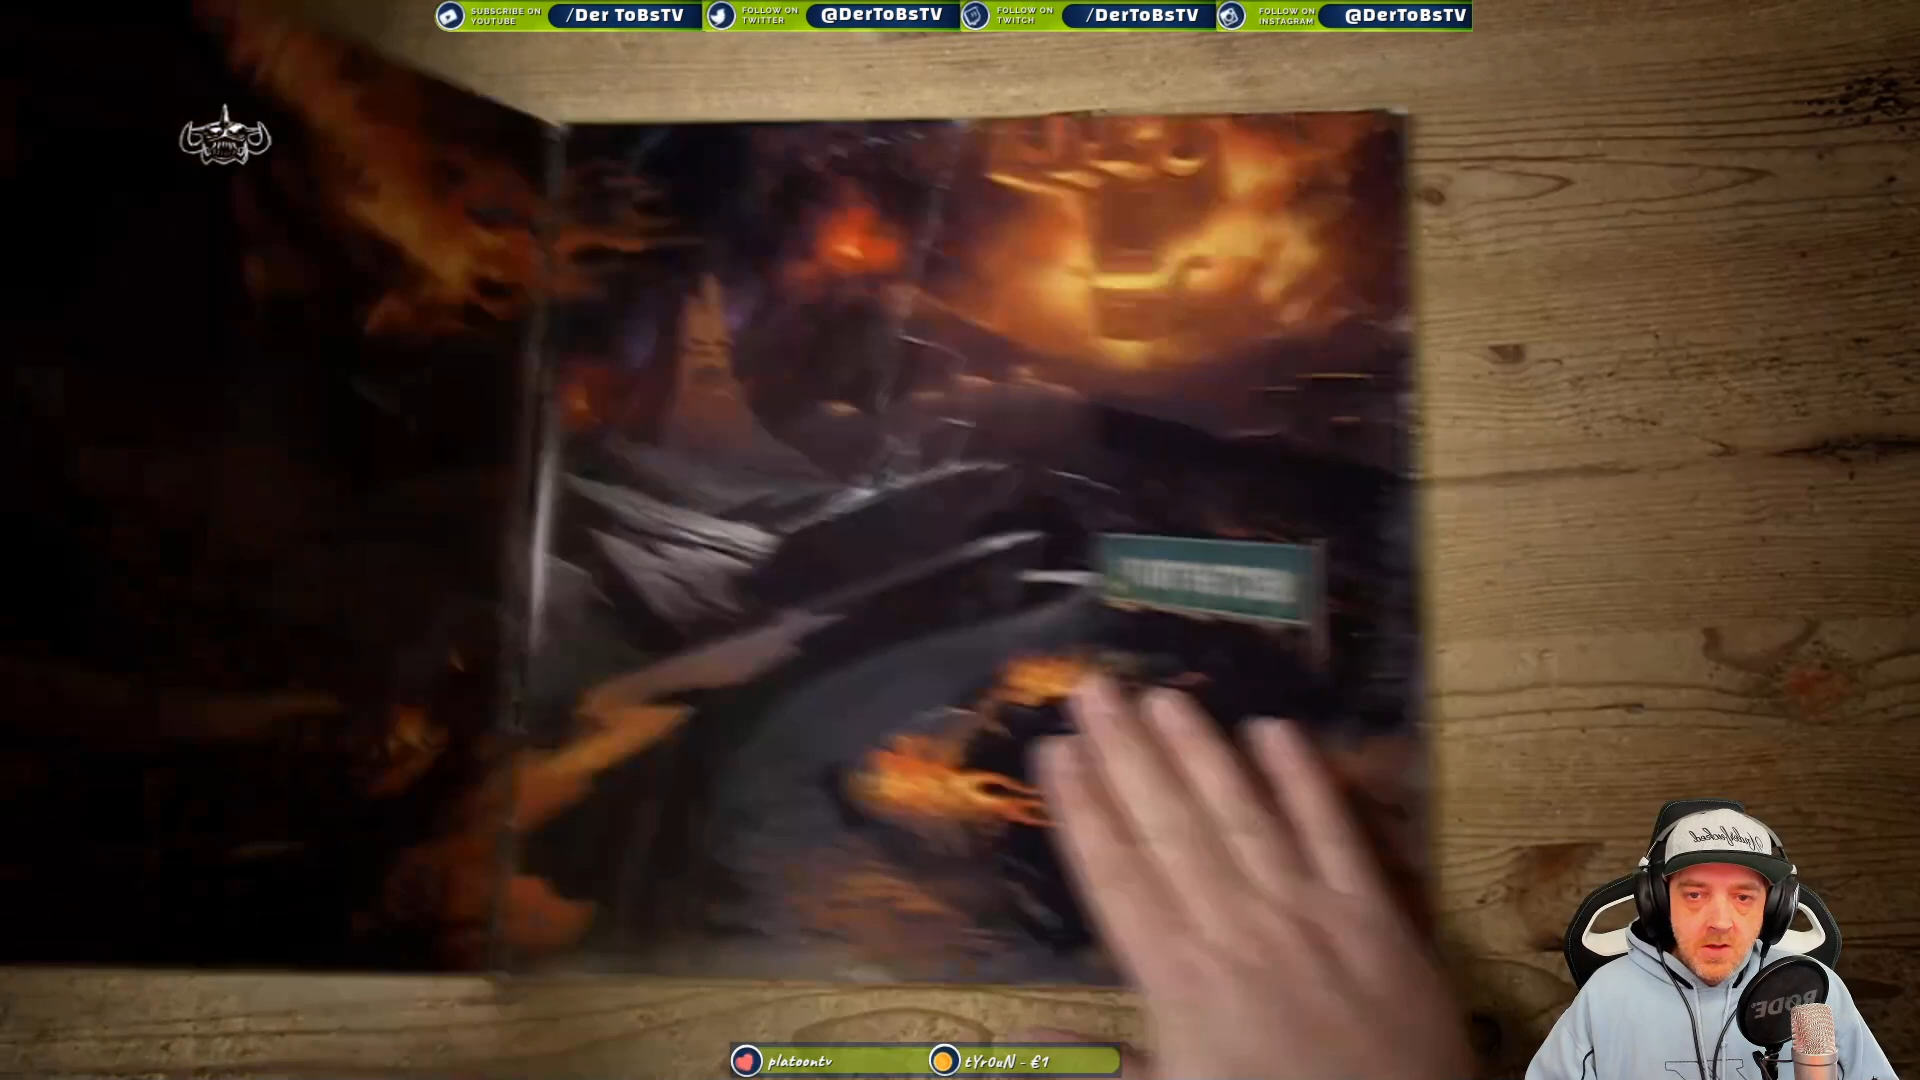 SUBSCRIBE ON YOUTUBE
/Der ToBsTV
FOLLOW ON TWITTER
@DerToBsTV
FOLLOW ON TWITCH
/DerToBsTV
FOLLOW ON INSTAGRAM
@DerToBsTV
RODE
platoontv
tYr0uN - €1